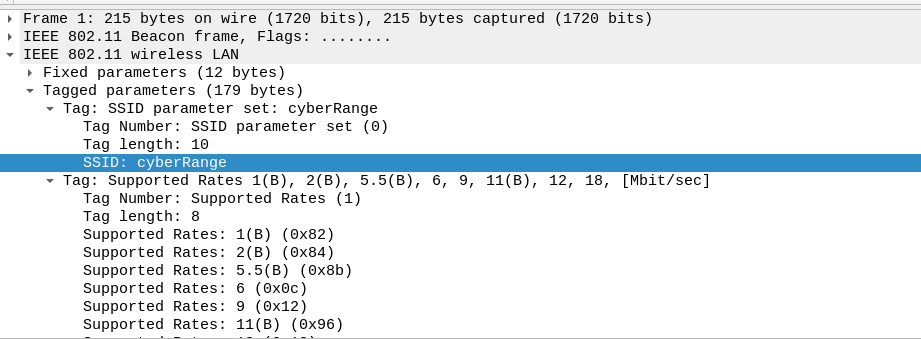 Frame 1: 215 bytes on wire (1720 bits), 215 bytes captured (1720 bits)
IEEE 802.11 Beacon frame, Flags: ........
IEEE 802.11 wireless LAN
Fixed parameters (12 bytes)
Tagged parameters (179 bytes)
Tag: SSID parameter set: cyberRange
Tag Number: SSID parameter set (0)
Tag length: 10
SSID: cyberRange
Tag: Supported Rates 1(B), 2(B), 5.5(B), 6, 9, 11(B), 12, 18, [Mbit/sec]
Tag Number: Supported Rates (1)
Tag length: 8
Supported Rates: 1(B) (0x82)
Supported Rates: 2(B) (0x84)
Supported Rates: 5.5(B) (0x8b)
Supported Rates: 6 (0x0c)
Supported Rates: 9 (0x12)
Supported Rates: 11(B) (0x96)